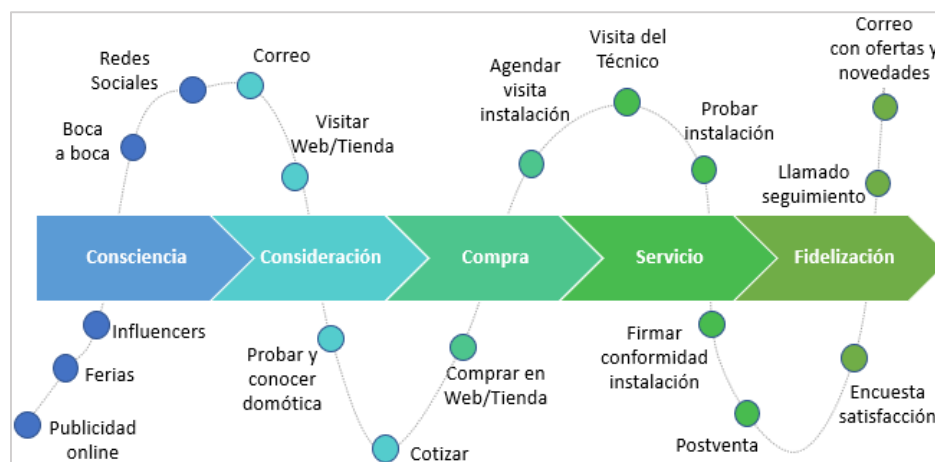 Redes
Sociales
Correo
Boca
a boca
Visitar
Web/Tienda
Agendar
visita
instalación
Visita del
Técnico
Probar
instalación
Correo
con ofertas y
novedades
Llamado
seguimiento
Consciencia
Consideración
Compra
Servicio
Fidelización
Influencers
Ferias
Publicidad
online
Probar y
conocer
domótica
Cotizar
Comprar en
Web/Tienda
Firmar
conformidad
instalación
Postventa
Encuesta
satisfacción